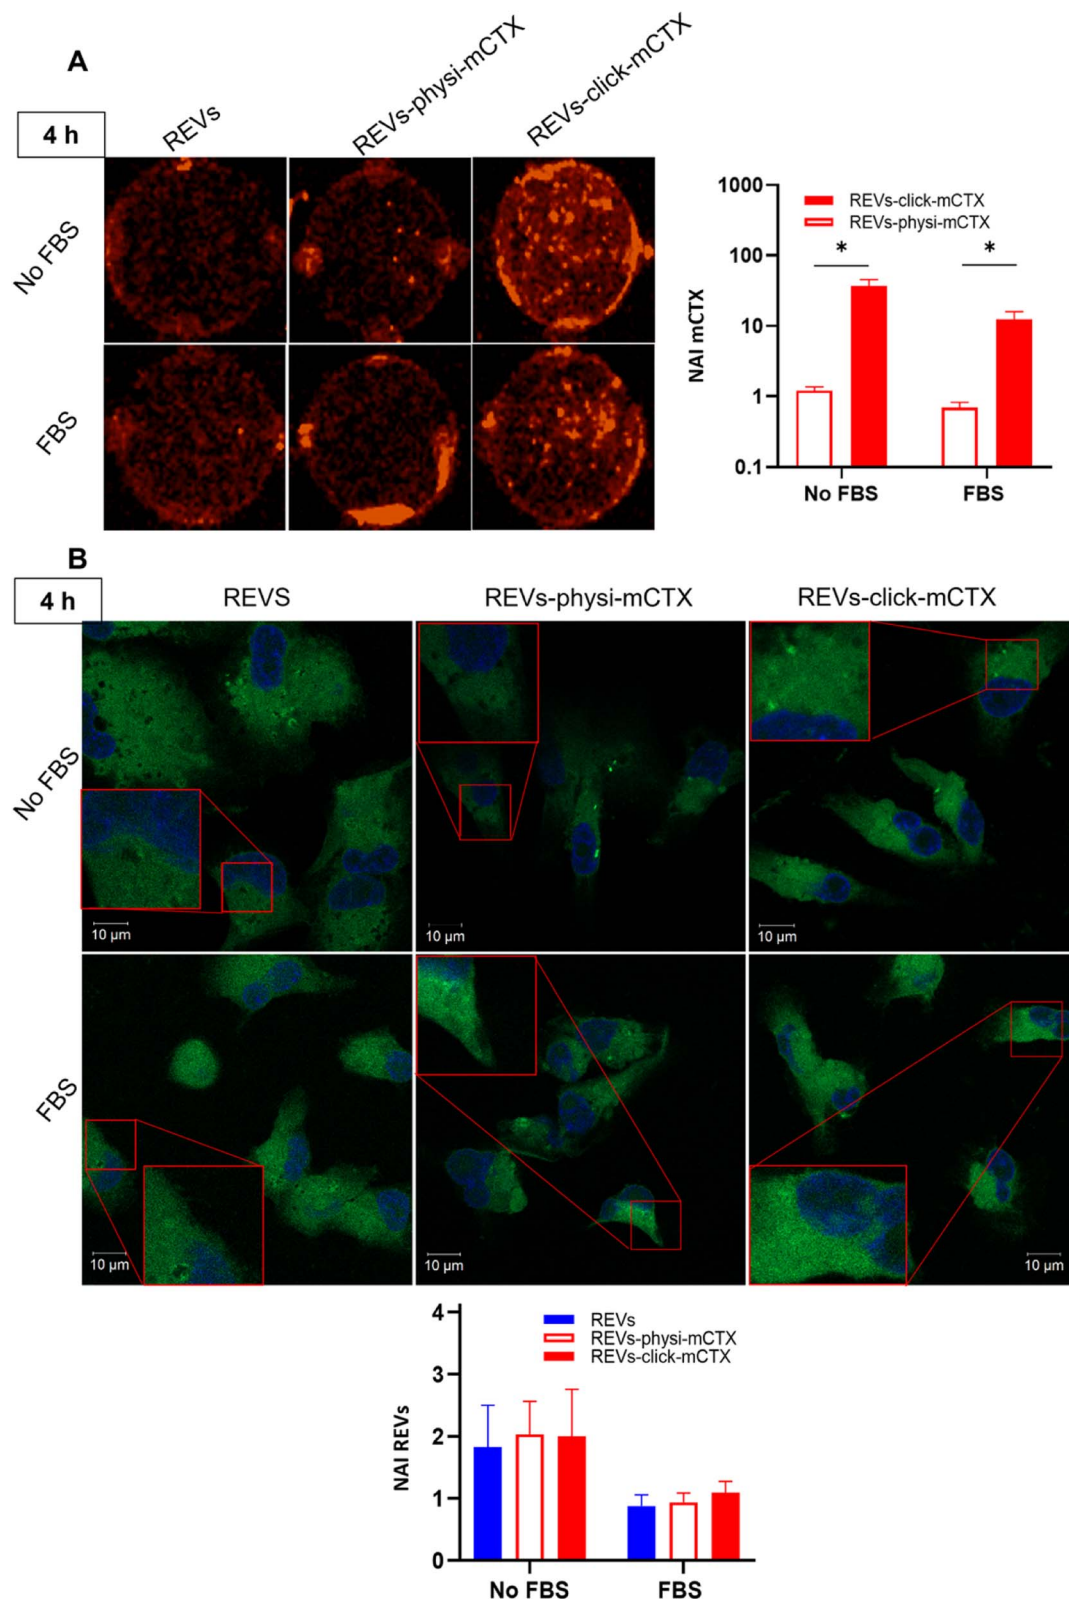 A
4 h
REVs
REVs-physi-mCTX
REVs-click-mCTX
No FBS
FBS
NAI mCTX
1000
100
10
1
0.1
REVs-click-mCTX
REVs-physi-mCTX
*
*
No FBS
FBS
B
4 h
REVS
REVs-physi-mCTX
REVs-click-mCTX
No FBS
10 µm
10 µm
10 µm
FBS
10 µm
10 µm
10 µm
NAI REVs
4
3
2
1
0
REVs
REVs-physi-mCTX
REVs-click-mCTX
No FBS
FBS